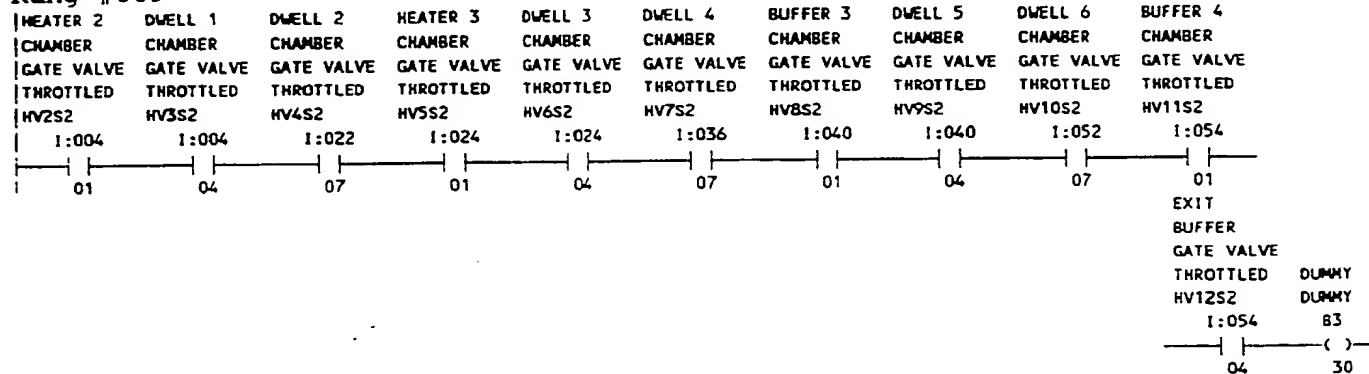 HEATER 2 DWELL 1 DWELL 2 HEATER 3 DWELL 3 DWELL 4 BUFFER 3 DWELL 5 DWELL 6 BUFFER 4
CHAMBER CHAMBER CHAMBER CHAMBER CHAMBER CHAMBER CHAMBER CHAMBER CHAMBER CHAMBER
GATE VALVE GATE VALVE GATE VALVE GATE VALVE GATE VALVE GATE VALVE GATE VALVE GATE VALVE GATE VALVE GATE VALVE
THROTTLED THROTTLED THROTTLED THROTTLED THROTTLED THROTTLED THROTTLED THROTTLED THROTTLED THROTTLED
HV2S2 HV3S2 HV4S2 HV5S2 HV6S2 HV7S2 HV8S2 HV9S2 HV10S2 HV11S2
I:004 I:004 I:022 I:024 I:024 I:036 I:040 I:040 I:052 I:054
01 04 07 01 04 07 01 04 07 01
EXIT
BUFFER
GATE VALVE
THROTTLED DUMMY
HV12S2 DUMMY
I:054 B3
04 30